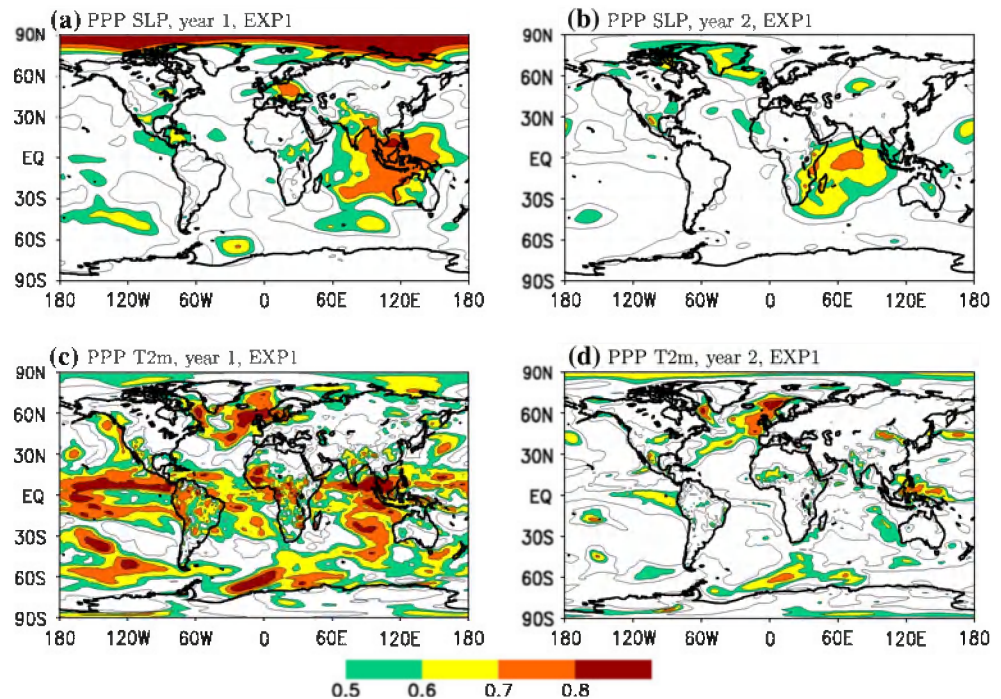 (a) PPP SLP, year 1, EXP1
90N
60N
30N
EQ
30S
60S
90S
180 120W 60W 0 60E 120E 180
(b) PPP SLP, year 2, EXP1
90N
60N
30N
EQ
30S
60S
90S
180 120W 60W 0 60E 120E 180
(c) PPP T2m, year 1, EXP1
90N
60N
30N
EQ
30S
60S
90S
180 120W 60W 0 60E 120E 180
(d) PPP T2m, year 2, EXP1
90N
60N
30N
EQ
30S
60S
90S
180 120W 60W 0 60E 120E 180
0.5 0.6 0.7 0.8